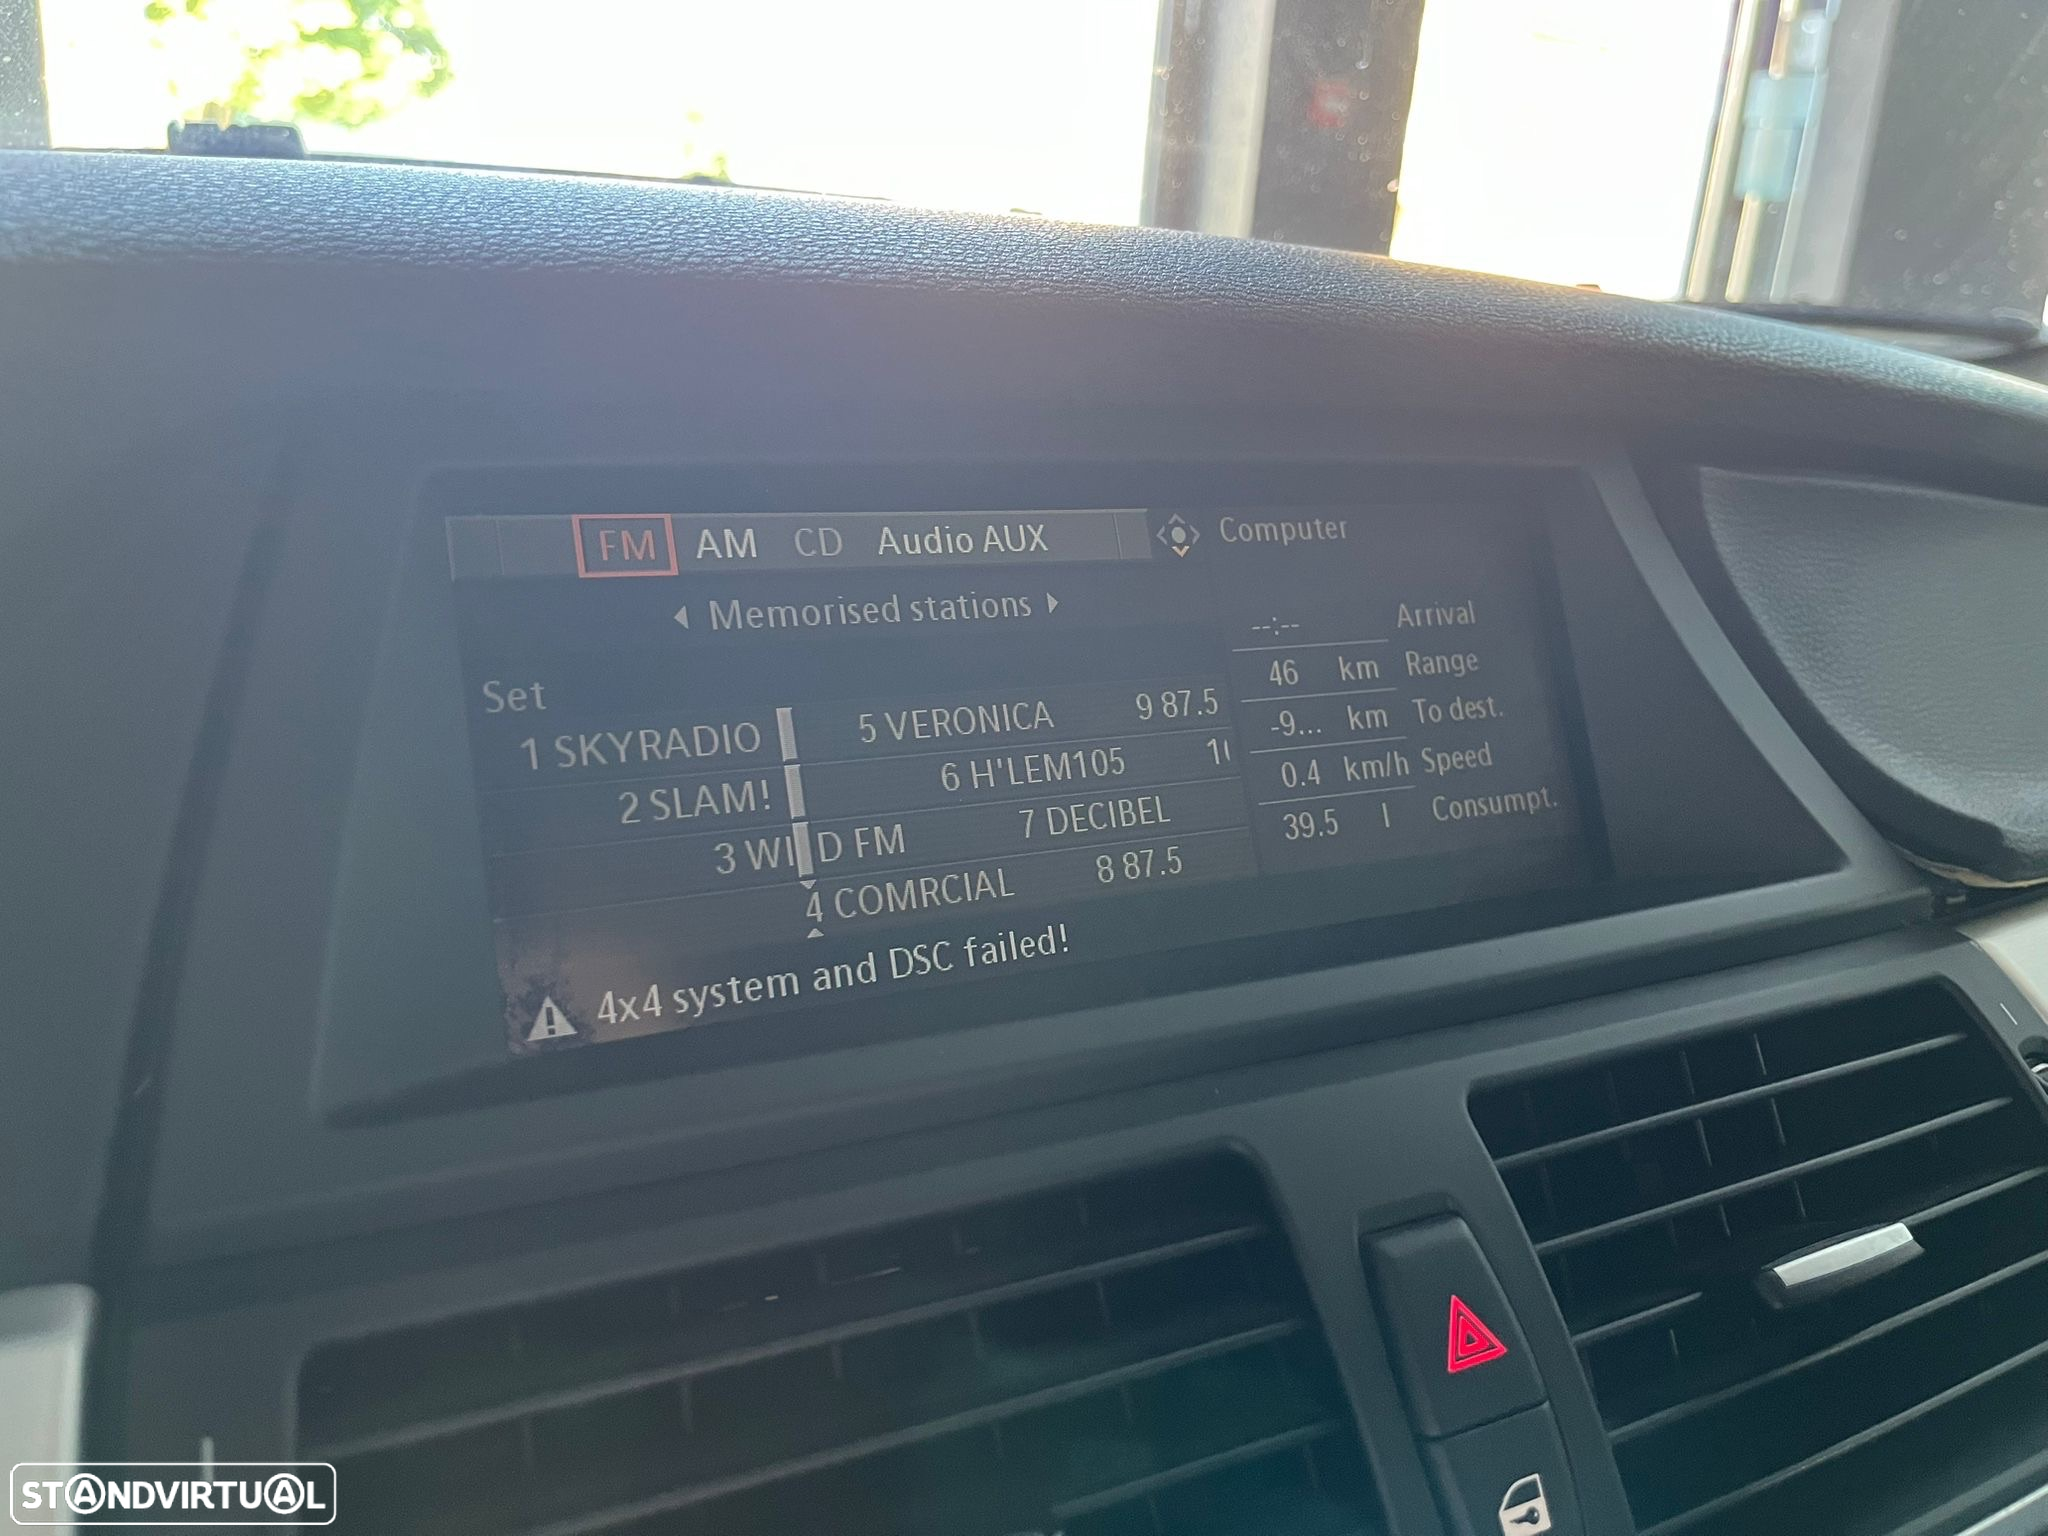 FM AM CD Audio AUX
Computer
Memorised stations
Set
1 SKYRADIO
2 SLAM!
3 WI D FM
4 COMRCIAL
5 VERONICA
6 H'LEM105
7 DECIBEL
8 87.5
9 87.5
--:-- Arrival
46 km Range
-9... km To dest.
0.4 km/h Speed
39.5 l Consumpt.
4x4 system and DSC failed!
STANDVIRTUAL